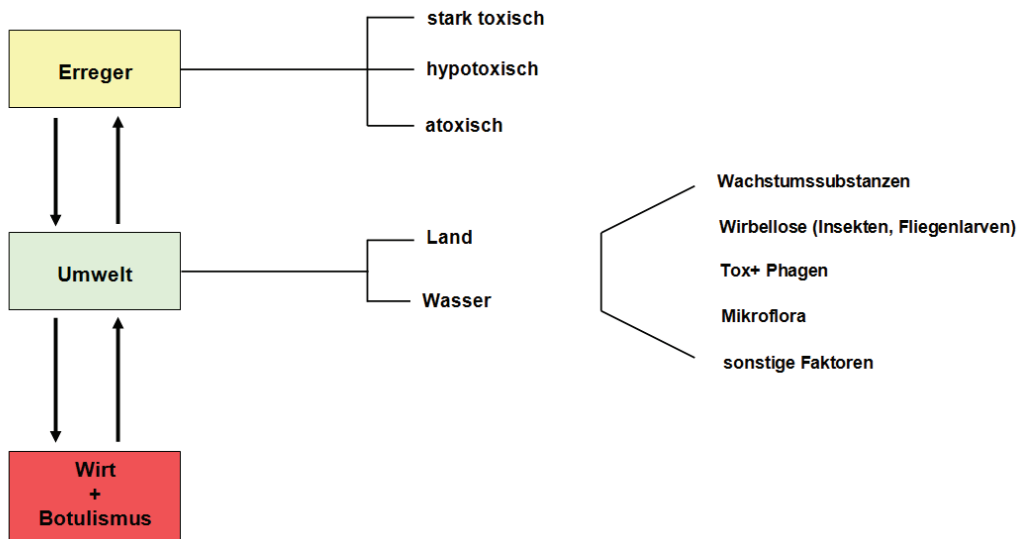 stark toxisch
Erreger
hypotoxisch
atoxisch
Wachstumssubstanzen
Wirbellose (Insekten, Fliegenlarven)
Land
Umwelt
Tox+ Phagen
Wasser
Mikroflora
sonstige Faktoren
Wirt
+
Botulismus